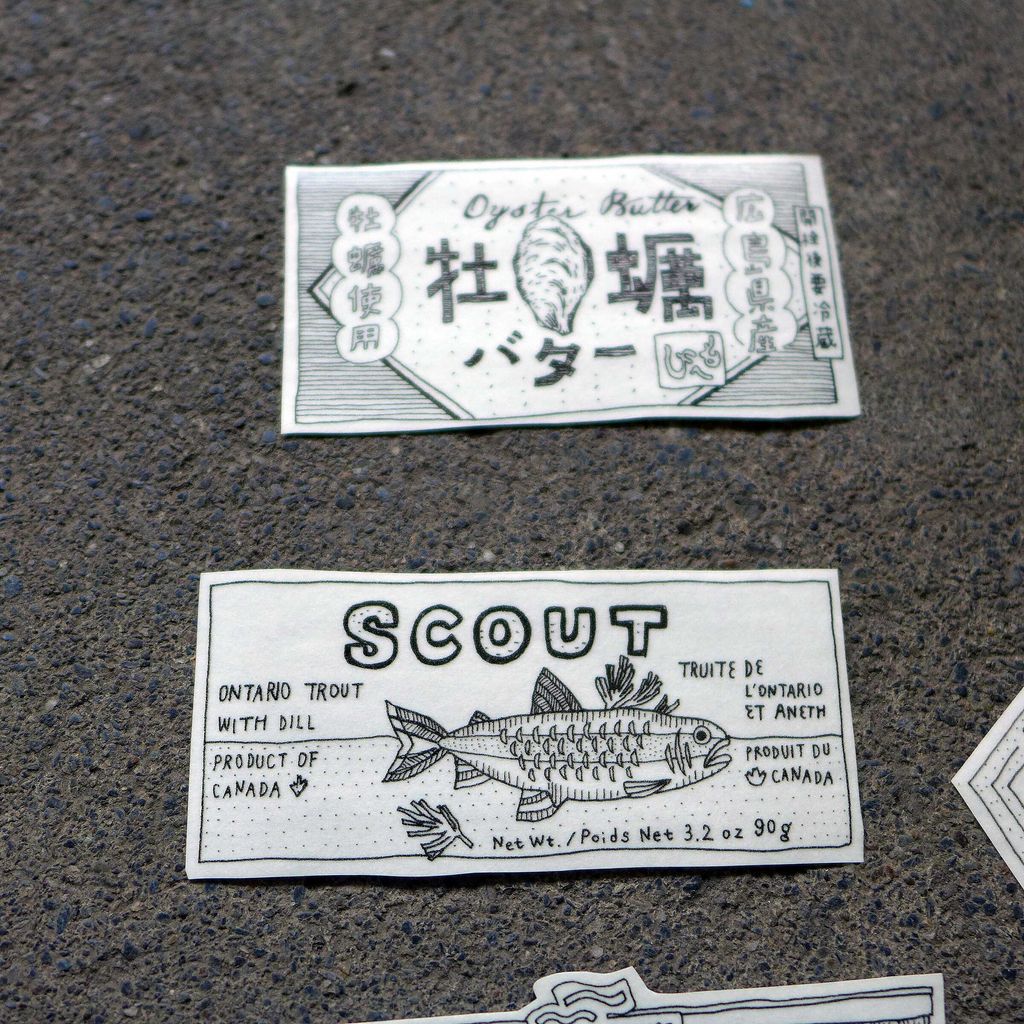 Oyster Butter
牡蠣
バター
牡蠣使用
広島県産
開栓後要冷蔵
SCOUT
ONTARIO TROUT
WITH DILL
PRODUCT OF
CANADA
TRUITE DE
L'ONTARIO
ET ANETH
PRODUIT DU
CANADA
Net Wt. / Poids Net 3.2 oz 90g